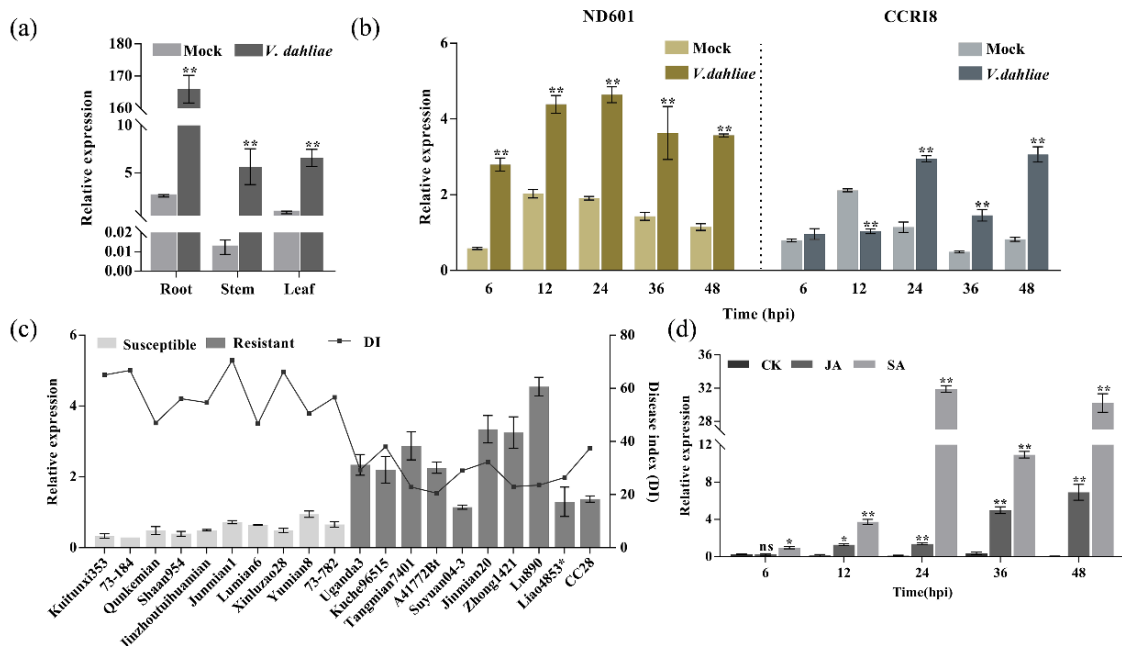 (a)
Mock V. dahliae
Relative expression
180
170
160
10
5
0.02
0.01
0.00
**
**
**
Root Stem Leaf
(b)
ND601
CCRI8
Mock
V.dahliae
Mock
V.dahliae
Relative expression
6
4
2
0
**
**
**
**
**
**
**
**
**
6 12 24 36 48
6 12 24 36 48
Time (hpi)
(c)
Susceptible Resistant DI
Relative expression
6
4
2
0
80
60
40
20
0
Disease index (DI)
Kuitunxi353
73-184
Qunkemian
Shaan954
Jinzhoutuihuamian
Junmian1
Lumian6
Xinluzao28
Yumian8
73-782
Uganda3
Kuche96515
Tangmian7401
A41772Bt
Suyuan04-3
Jinmian20
Zhong1421
Lu890
Liao4853*
CC28
(d)
CK JA SA
Relative expression
36
32
28
12
8
4
0
ns
*
*
**
**
**
**
**
**
**
6 12 24 36 48
Time(hpi)